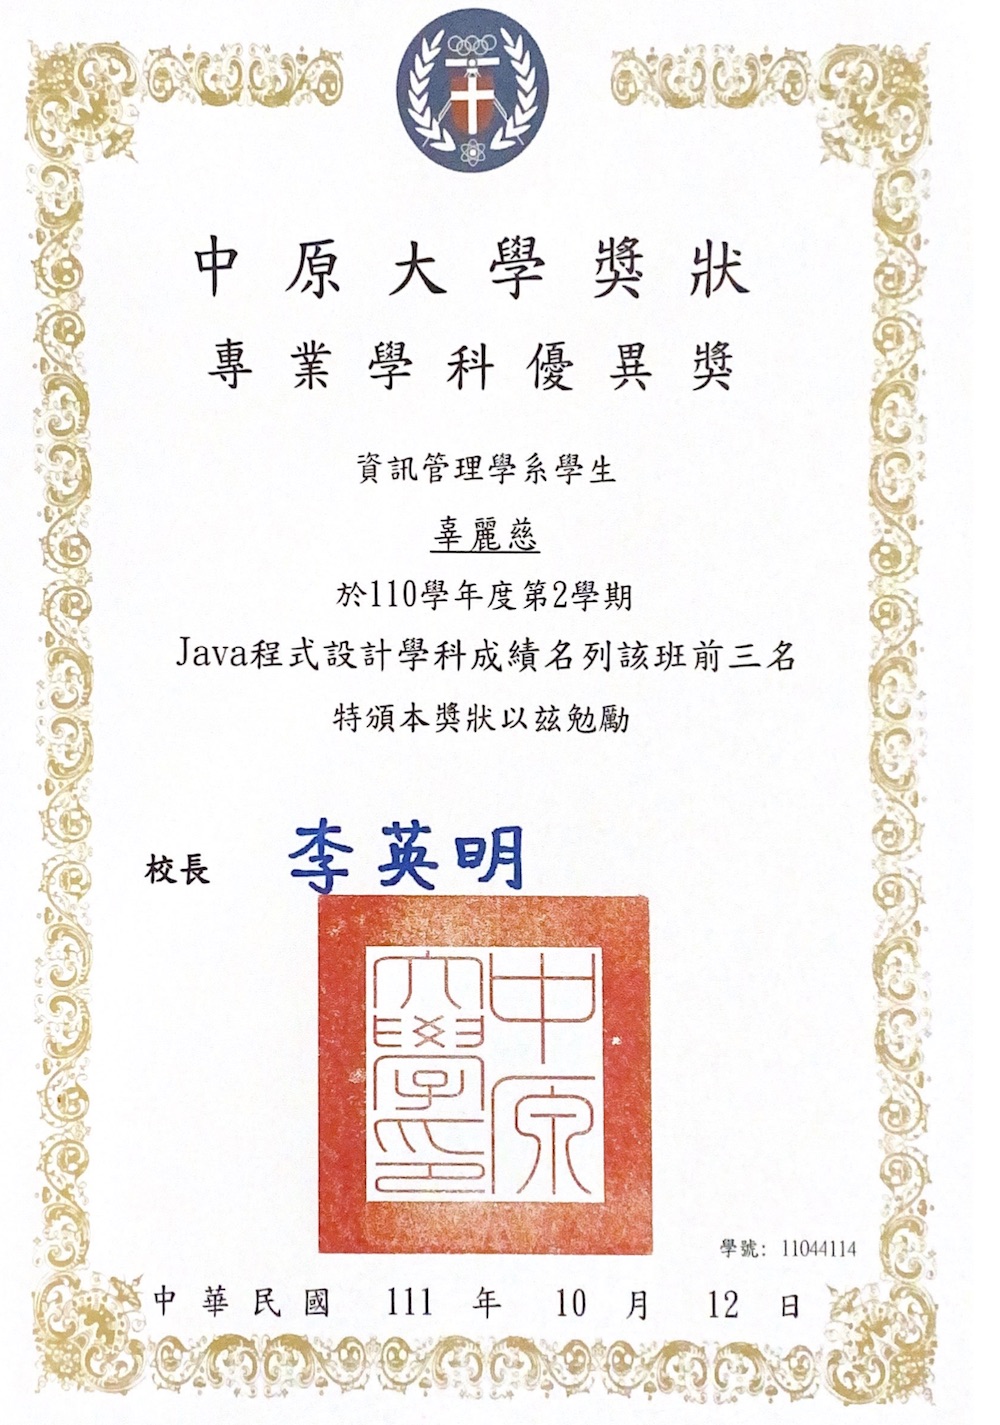 中原大學獎狀
專業學科優異獎
資訊管理學系學生
辜麗慈
於110學年度第2學期
Java程式設計學科成績名列該班前三名
特頒本獎狀以茲勉勵
校長 李英明
中原大學印
學號: 11044114
中華民國 111 年 10 月 12 日